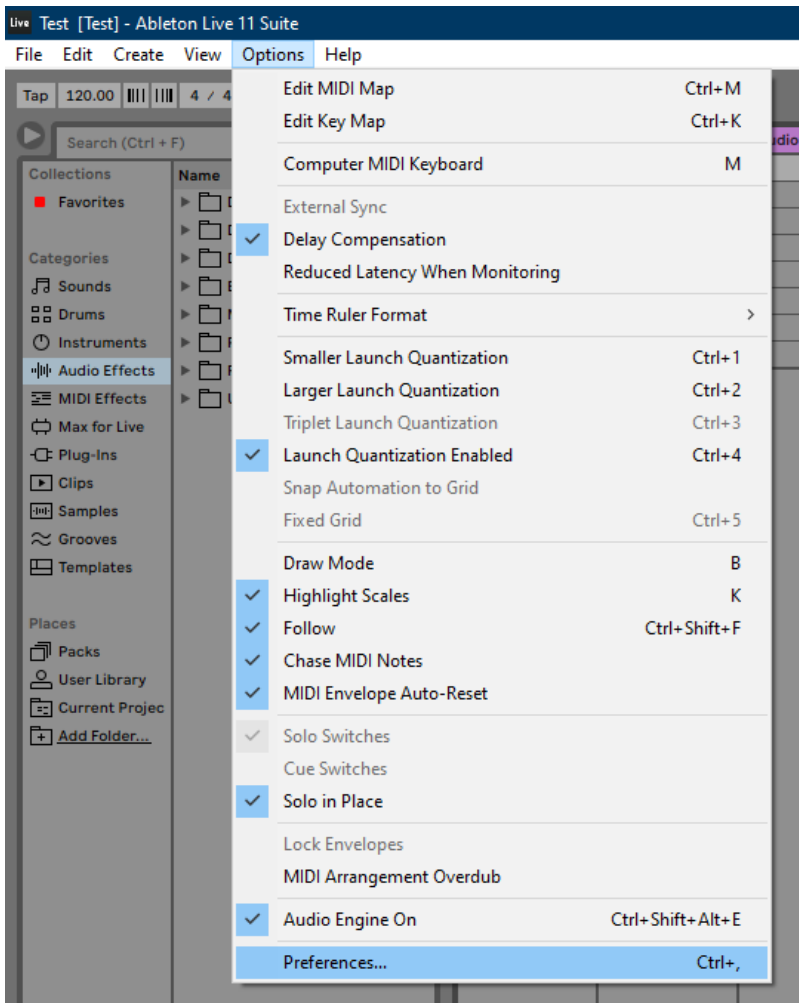 Live Test [Test] - Ableton Live 11 Suite
File Edit Create View Options Help
Tap 120.00 4 / 4
Search (Ctrl + F)
Collections
Favorites
Categories
Sounds
Drums
Instruments
Audio Effects
MIDI Effects
Max for Live
Plug-Ins
Clips
Samples
Grooves
Templates
Places
Packs
User Library
Current Projec
Add Folder...
Name
Edit MIDI Map Ctrl+M
Edit Key Map Ctrl+K
Computer MIDI Keyboard M
External Sync
Delay Compensation
Reduced Latency When Monitoring
Time Ruler Format
Smaller Launch Quantization Ctrl+1
Larger Launch Quantization Ctrl+2
Triplet Launch Quantization Ctrl+3
Launch Quantization Enabled Ctrl+4
Snap Automation to Grid
Fixed Grid Ctrl+5
Draw Mode B
Highlight Scales K
Follow Ctrl+Shift+F
Chase MIDI Notes
MIDI Envelope Auto-Reset
Solo Switches
Cue Switches
Solo in Place
Lock Envelopes
MIDI Arrangement Overdub
Audio Engine On Ctrl+Shift+Alt+E
Preferences... Ctrl+,